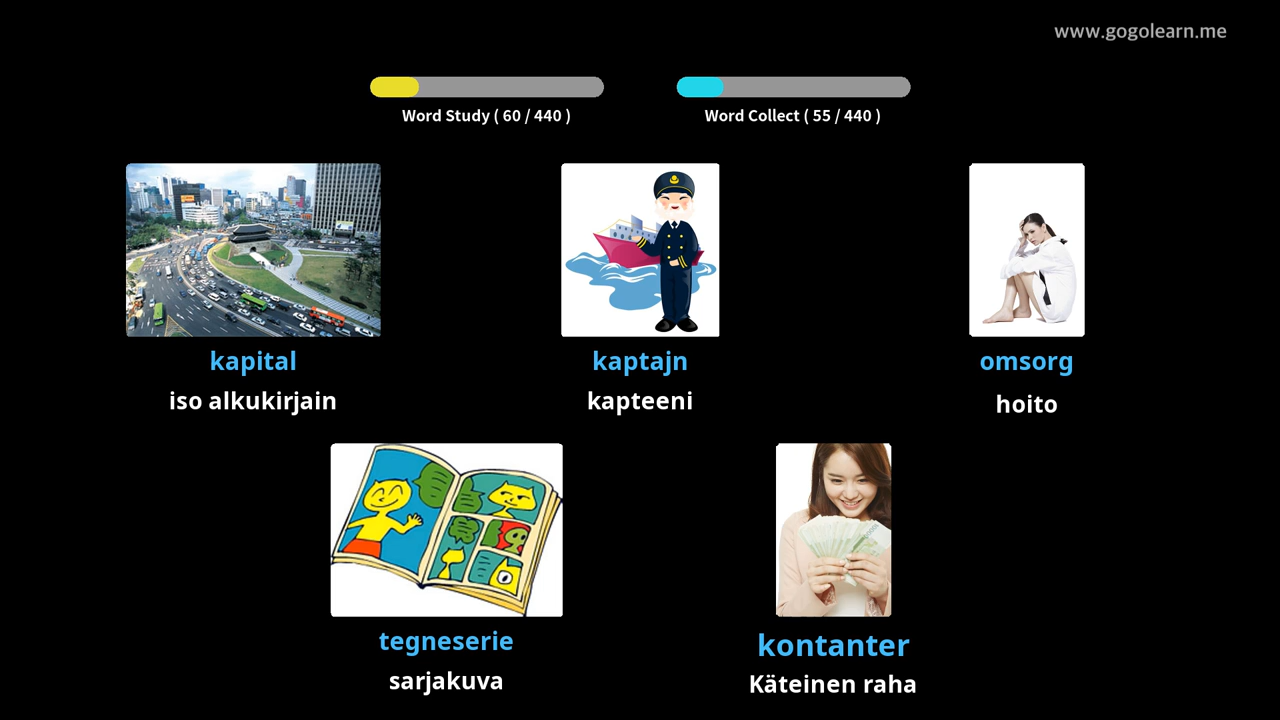 www.gogolearn.me
Word Study ( 60 / 440 )
Word Collect ( 55 / 440 )
kapital
iso alkukirjain
kaptajn
kapteeni
omsorg
hoito
tegneserie
sarjakuva
kontanter
Käteinen raha